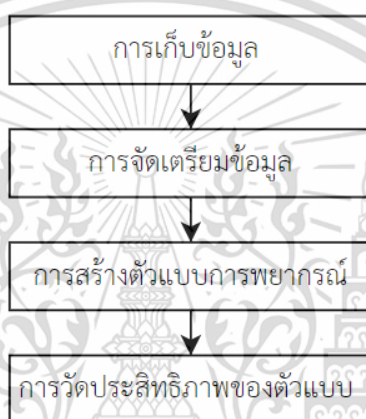 การเก็บข้อมูล
การจัดเตรียมข้อมูล
การสร้างตัวแบบการพยากรณ์
การวัดประสิทธิภาพของตัวแบบ